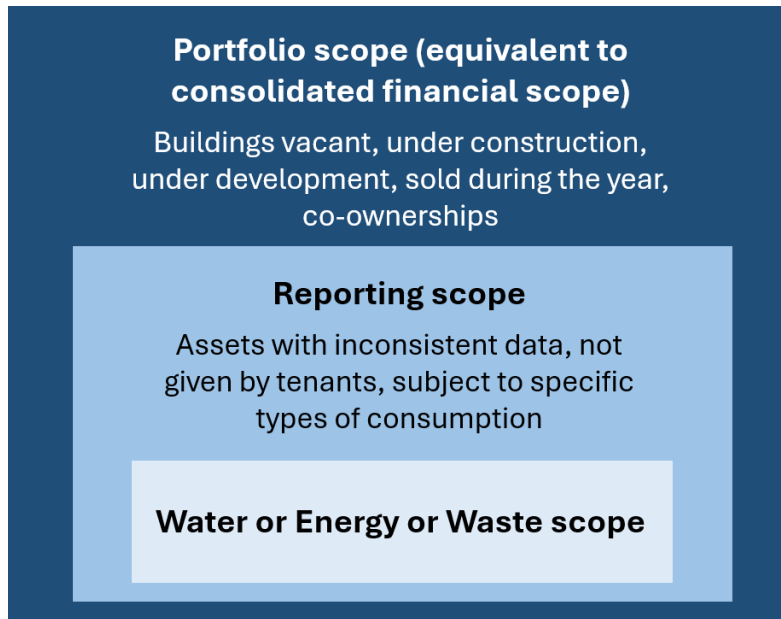 Portfolio scope (equivalent to
consolidated financial scope)
Buildings vacant, under construction,
under development, sold during the year,
co-ownerships
Reporting scope
Assets with inconsistent data, not
given by tenants, subject to specific
types of consumption
Water or Energy or Waste scope